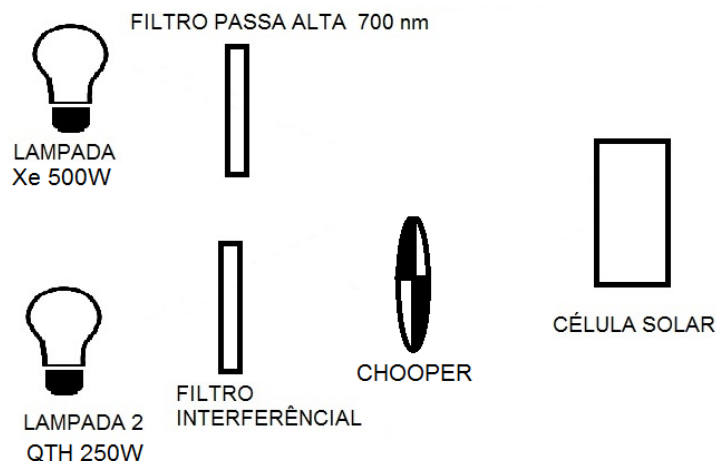 FILTRO PASSA ALTA 700 nm
LAMPADA
Xe 500W
CÉLULA SOLAR
CHOOPER
FILTRO
INTERFERÊNCIAL
LAMPADA 2
QTH 250W